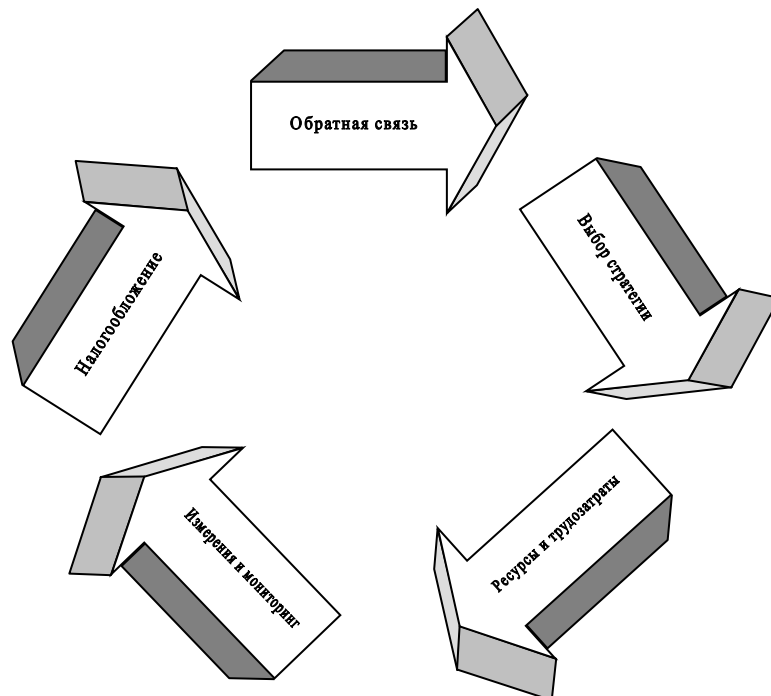 Обратная связь
Выбор стратегии
Ресурсы и трудозатраты
Измерения и мониторинг
Налогообложение